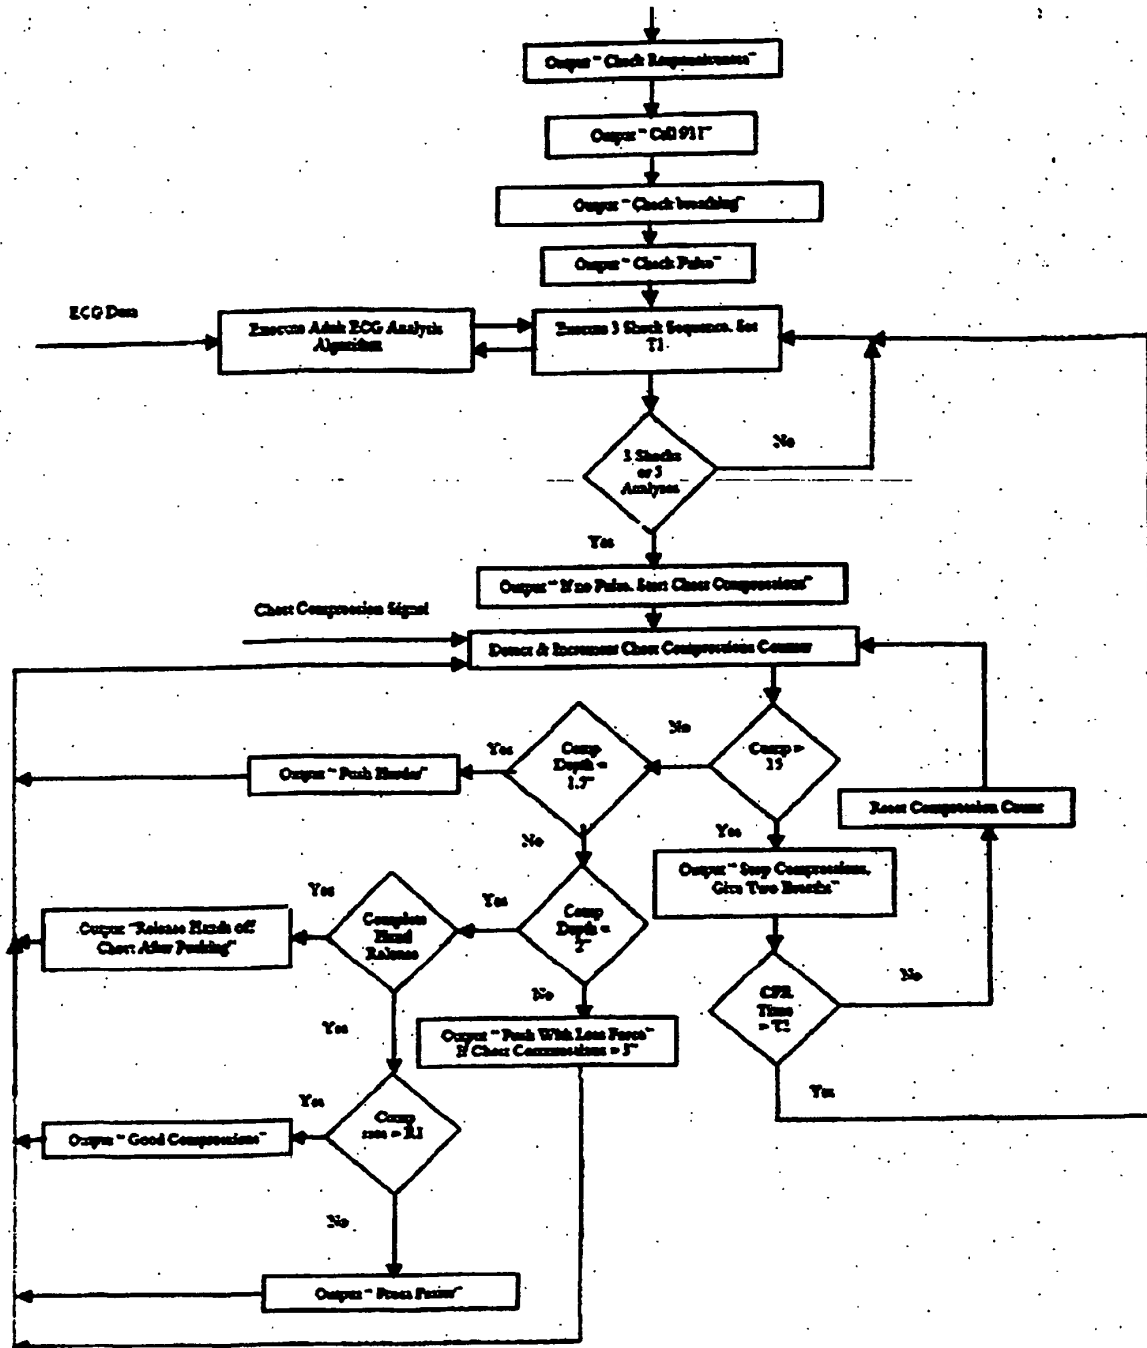 Output " Check Responsiveness"
Output " Call 911"
Output " Check breathing"
Output " Check Pulse"
ECG Data
Execute Adult ECG Analysis
Algorithm
Execute 3 Shock Sequence. Set
T1
No
3 Shocks
or 3
Analyses
Yes
Output " If no Pulse. Start Chest Compressions"
Chest Compression Signal
Detect & Increment Chest Compressions Counter
No
Yes
Comp
Depth <
1.5"
Comp >
15
Output " Push Harder"
Reset Compression Count
No
Yes
Output " Stop Compressions.
Give Two Breaths"
Yes
Yes
Complete
Hand
Release
Comp
Depth <
2"
Output "Release Hands off
Chest After Pushing"
No
CPR
Time
> T2
No
Yes
Output " Push With Less Force"
If Chest Compressions > 3"
Yes
Yes
Comp
rate > R1
Output " Good Compressions"
No
Output " Press Faster"